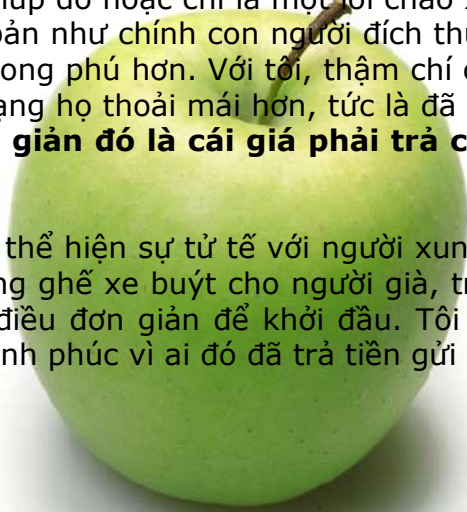 giúp đỡ hoặc chỉ là một lời chào
oản như chính con người đích th
ong phú hơn. Với tôi, thậm chí
ạng họ thoải mái hơn, tức là đã
giản đó là cái giá phải trả c
thể hiện sự tử tế với người xun
ng ghế xe buýt cho người già, tr
điều đơn giản để khởi đầu. Tôi
nh phúc vì ai đó đã trả tiền gửi